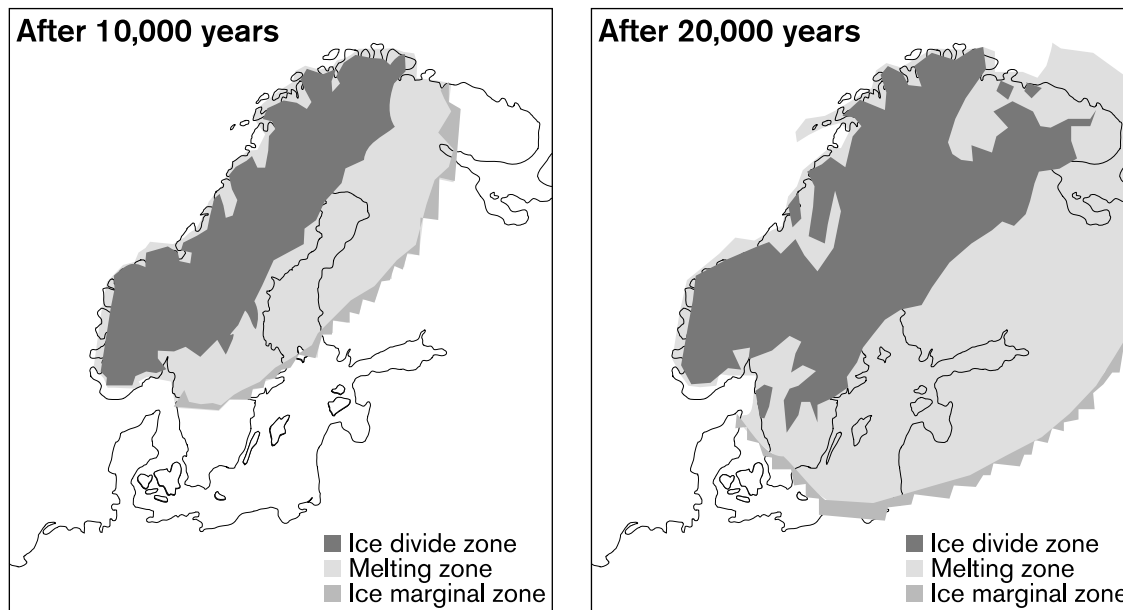 After 10,000 years
Ice divide zone
Melting zone
Ice marginal zone
After 20,000 years
Ice divide zone
Melting zone
Ice marginal zone